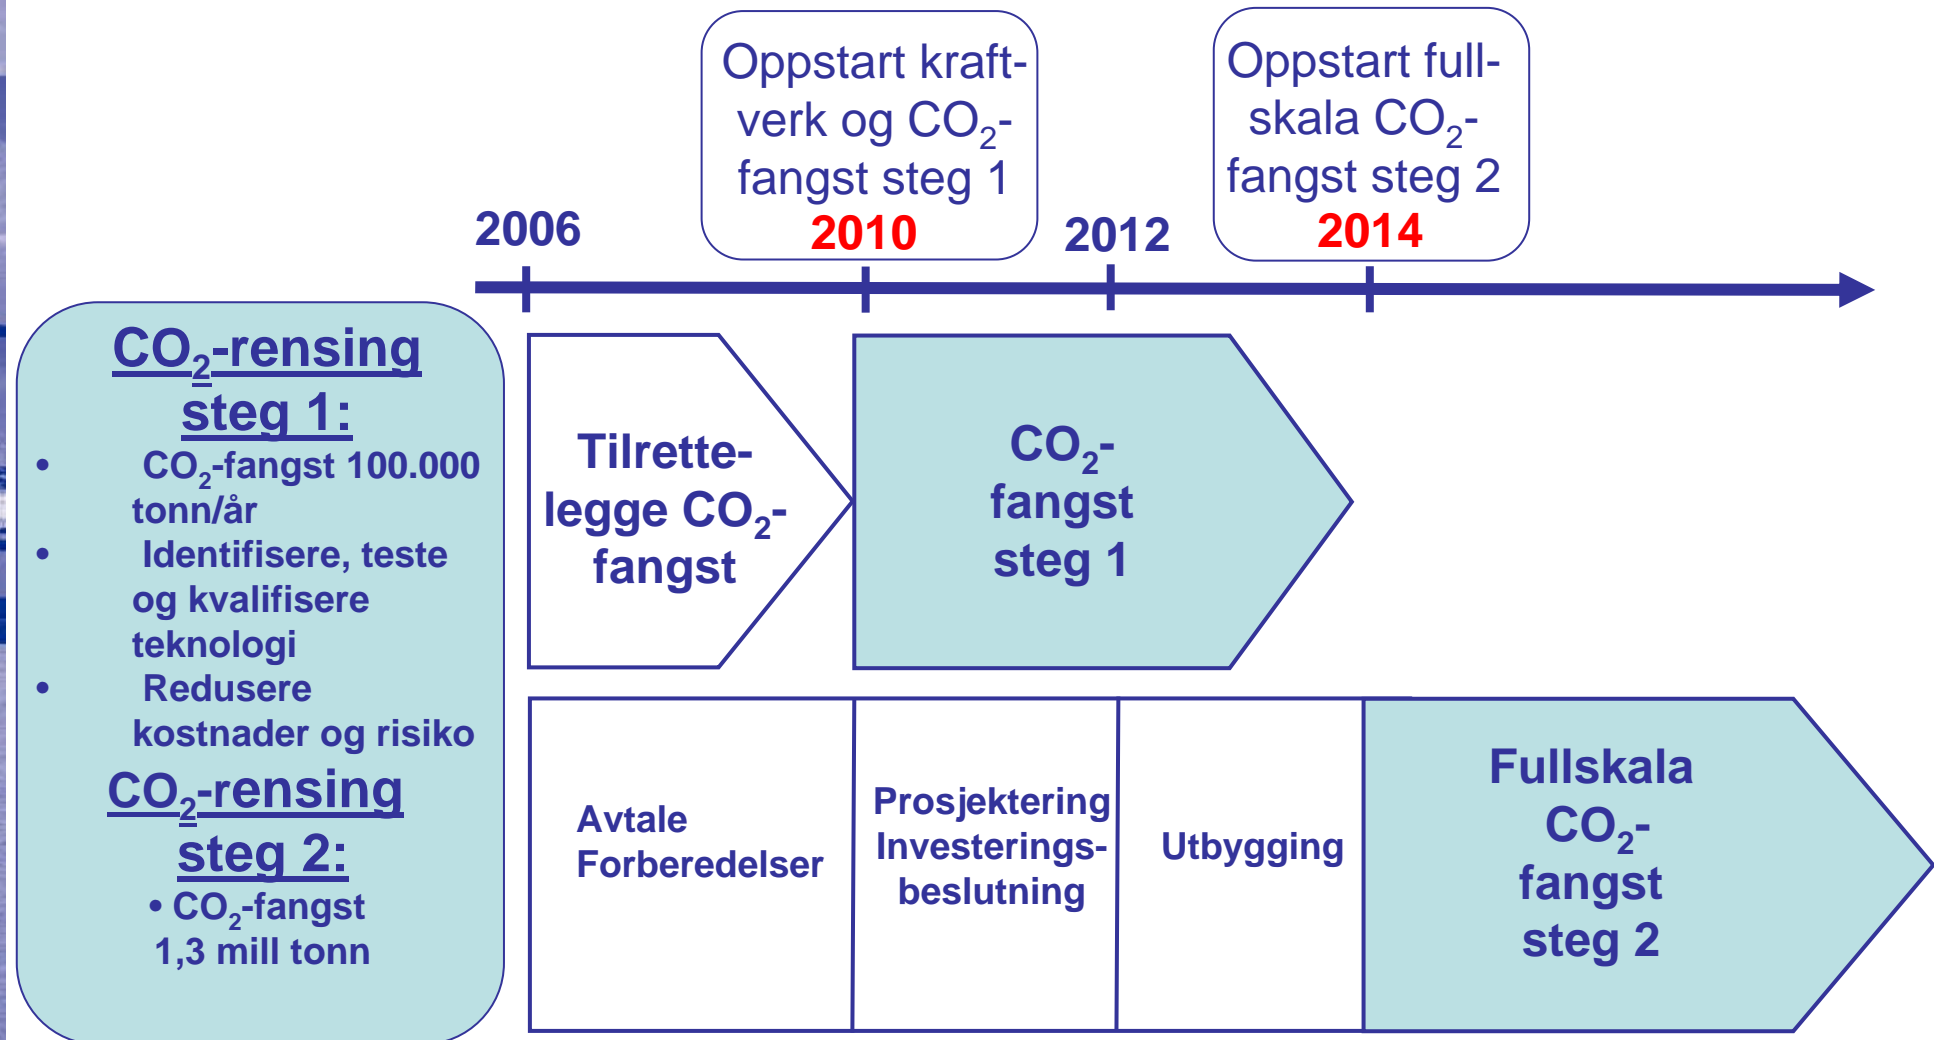 Oppstart kraft-
verk og CO₂-
fangst steg 1
2010
Oppstart full-
skala CO₂-
fangst steg 2
2014
2006
2012
CO₂-rensing
steg 1:
• CO₂-fangst 100.000
tonn/år
• Identifisere, teste
og kvalifisere
teknologi
• Redusere
kostnader og risiko
CO₂-rensing
steg 2:
• CO₂-fangst
1,3 mill tonn
Tilrette-
legge CO₂-
fangst
CO₂-
fangst
steg 1
Avtale
Forberedelser
Prosjektering
Investerings-
beslutning
Utbygging
Fullskala
CO₂-
fangst
steg 2